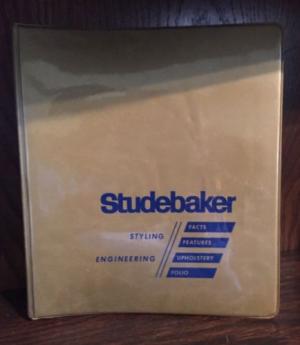 Studebaker
STYLING
ENGINEERING
FACTS
FEATURES
UPHOLSTERY
FOLIO